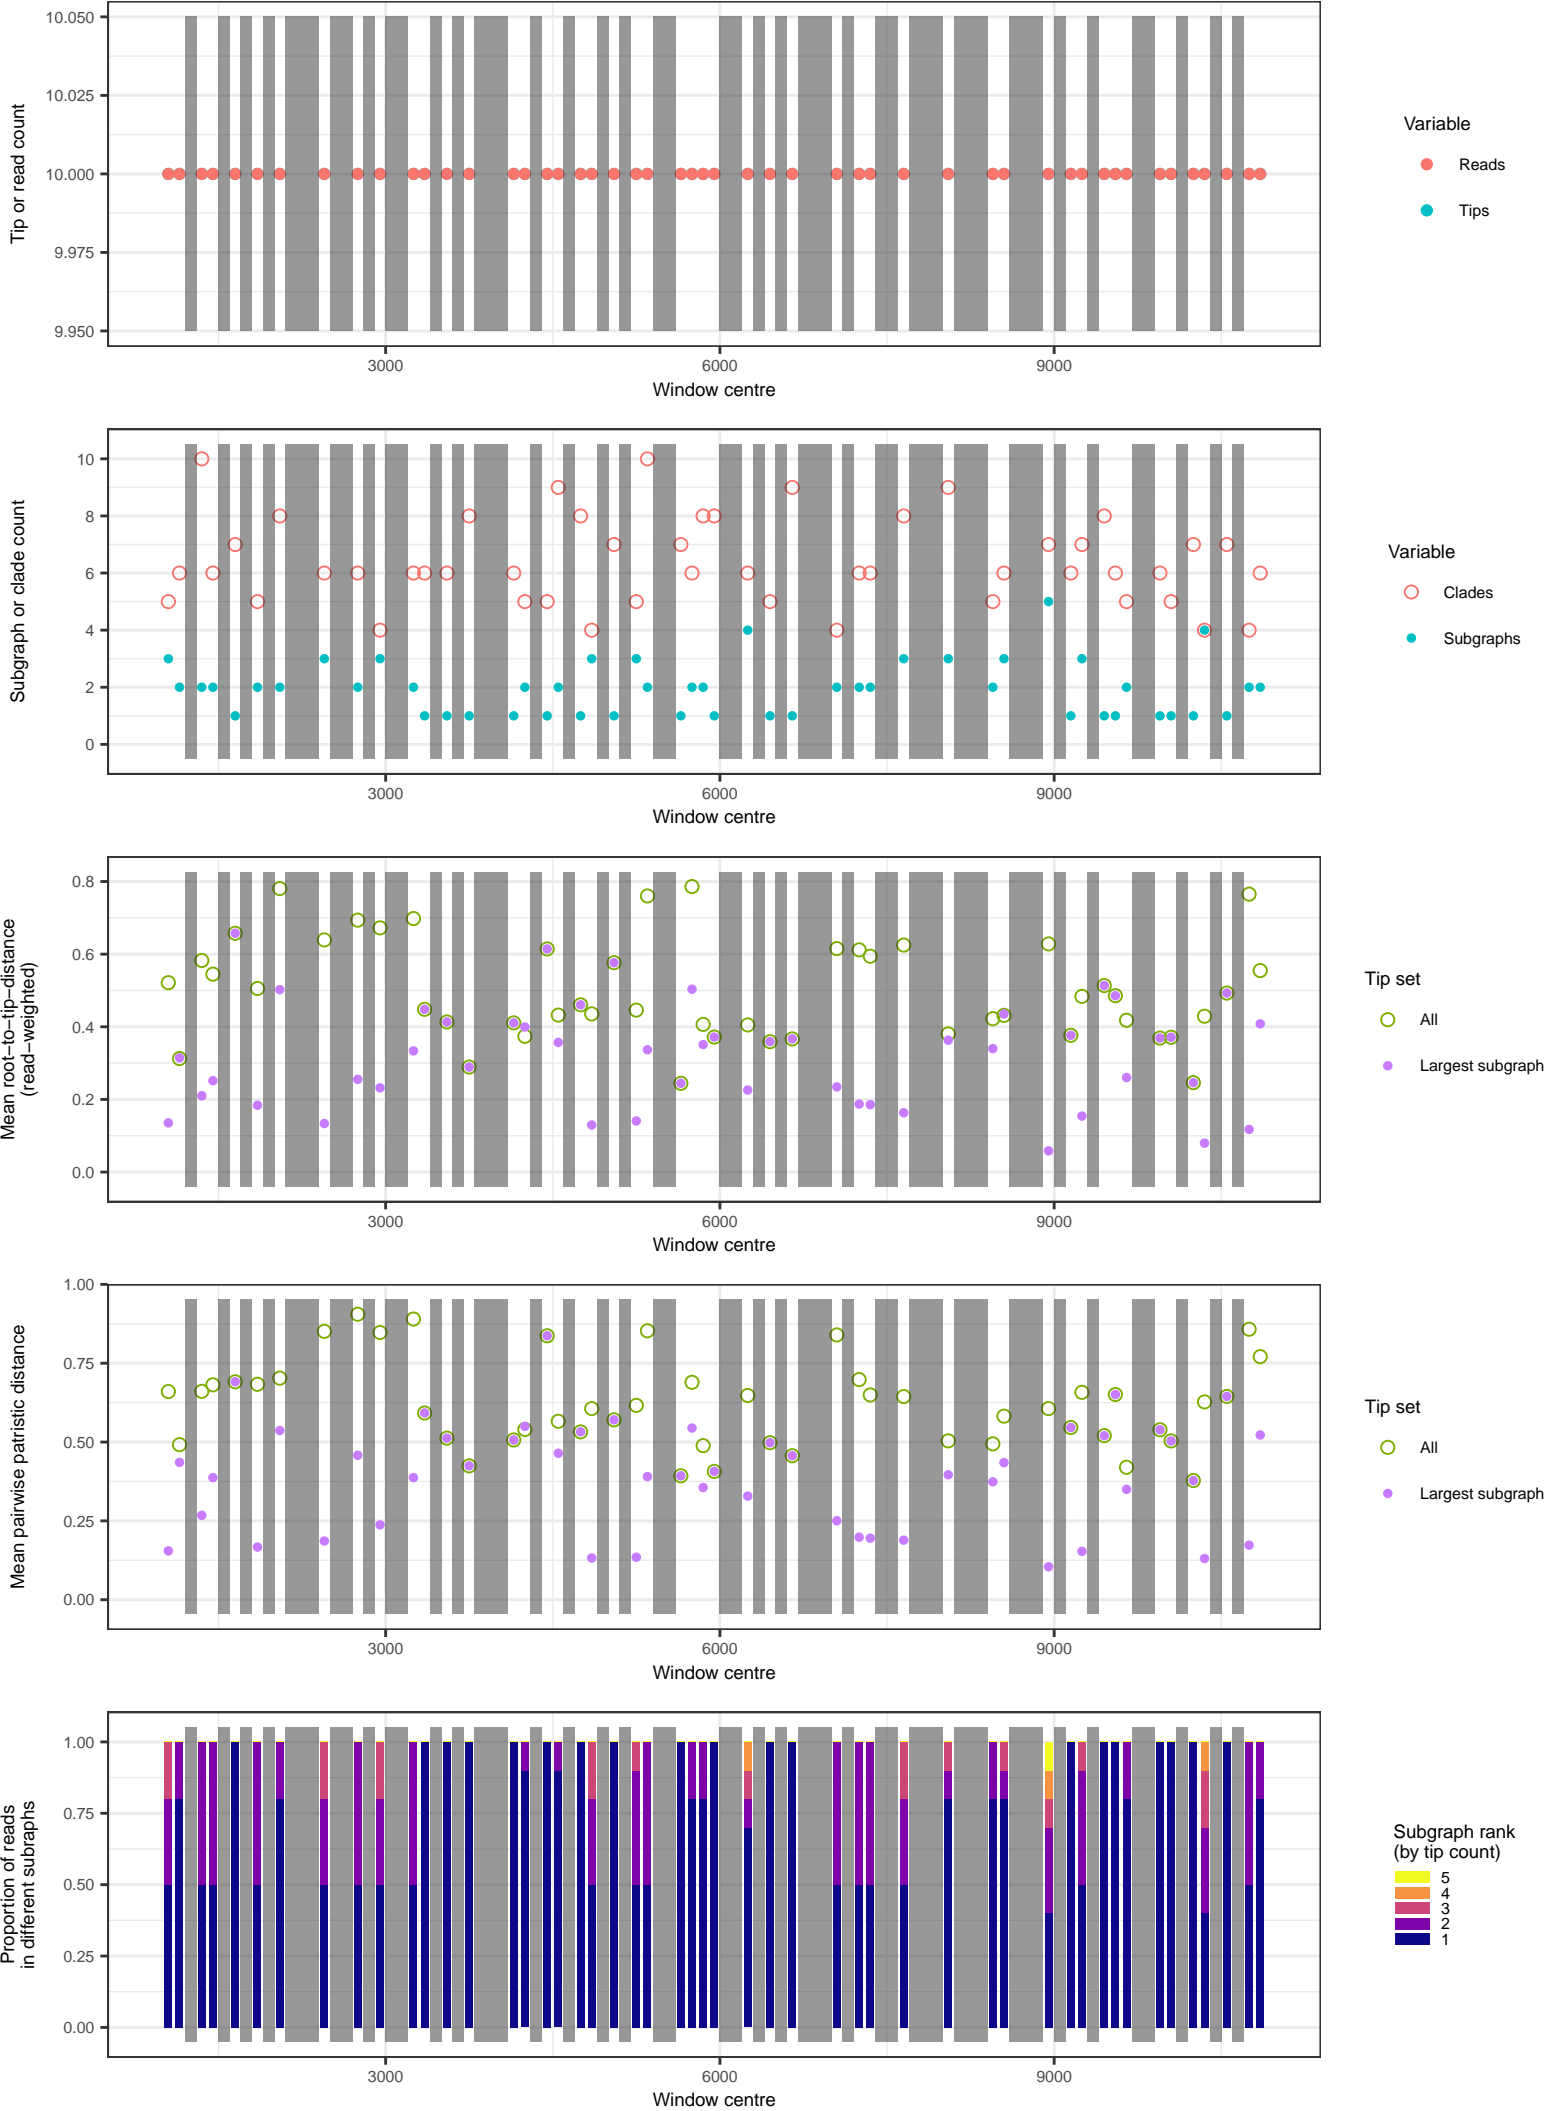 10.050
10.025
10.000
9.975
9.950
Tip or read count
3000
6000
9000
Window centre
Variable
Reads
Tips
10
8
6
4
2
0
Subgraph or clade count
3000
6000
9000
Window centre
Variable
Clades
Subgraphs
0.8
0.6
0.4
0.2
0.0
Mean root−to−tip−distance
(read−weighted)
3000
6000
9000
Window centre
Tip set
All
Largest subgraph
1.00
0.75
0.50
0.25
0.00
Mean pairwise patristic distance
3000
6000
9000
Window centre
Tip set
All
Largest subgraph
1.00
0.75
0.50
0.25
0.00
Proportion of reads
in different subraphs
3000
6000
9000
Window centre
Subgraph rank
(by tip count)
5
4
3
2
1